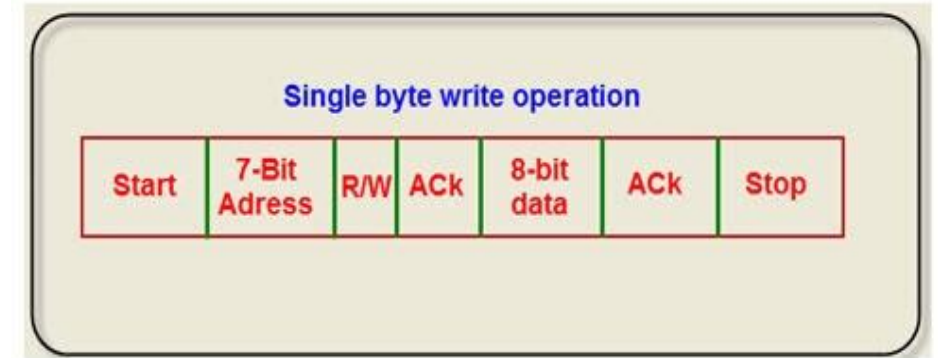 Single byte write operation
Start
7-Bit
Adress
R/W
ACk
8-bit
data
ACk
Stop